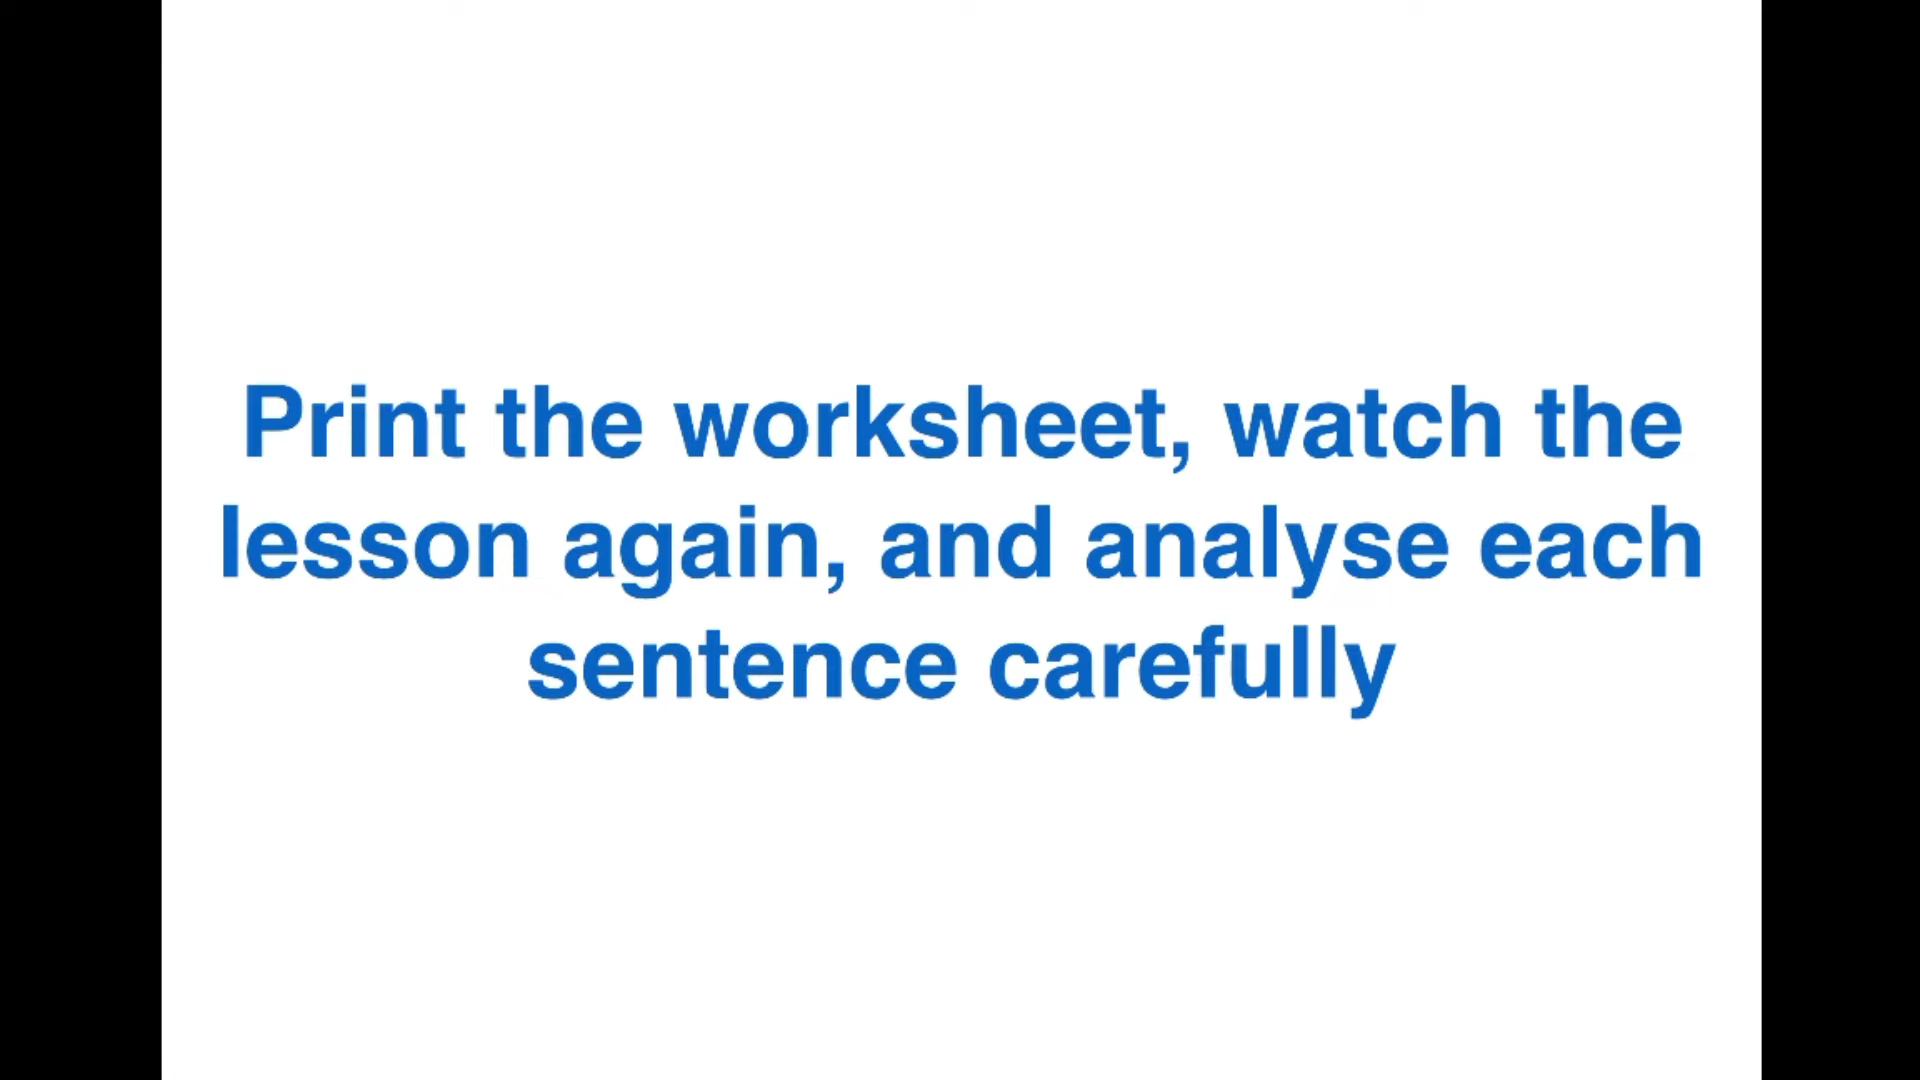 Print the worksheet, watch the
lesson again, and analyse each
sentence carefully